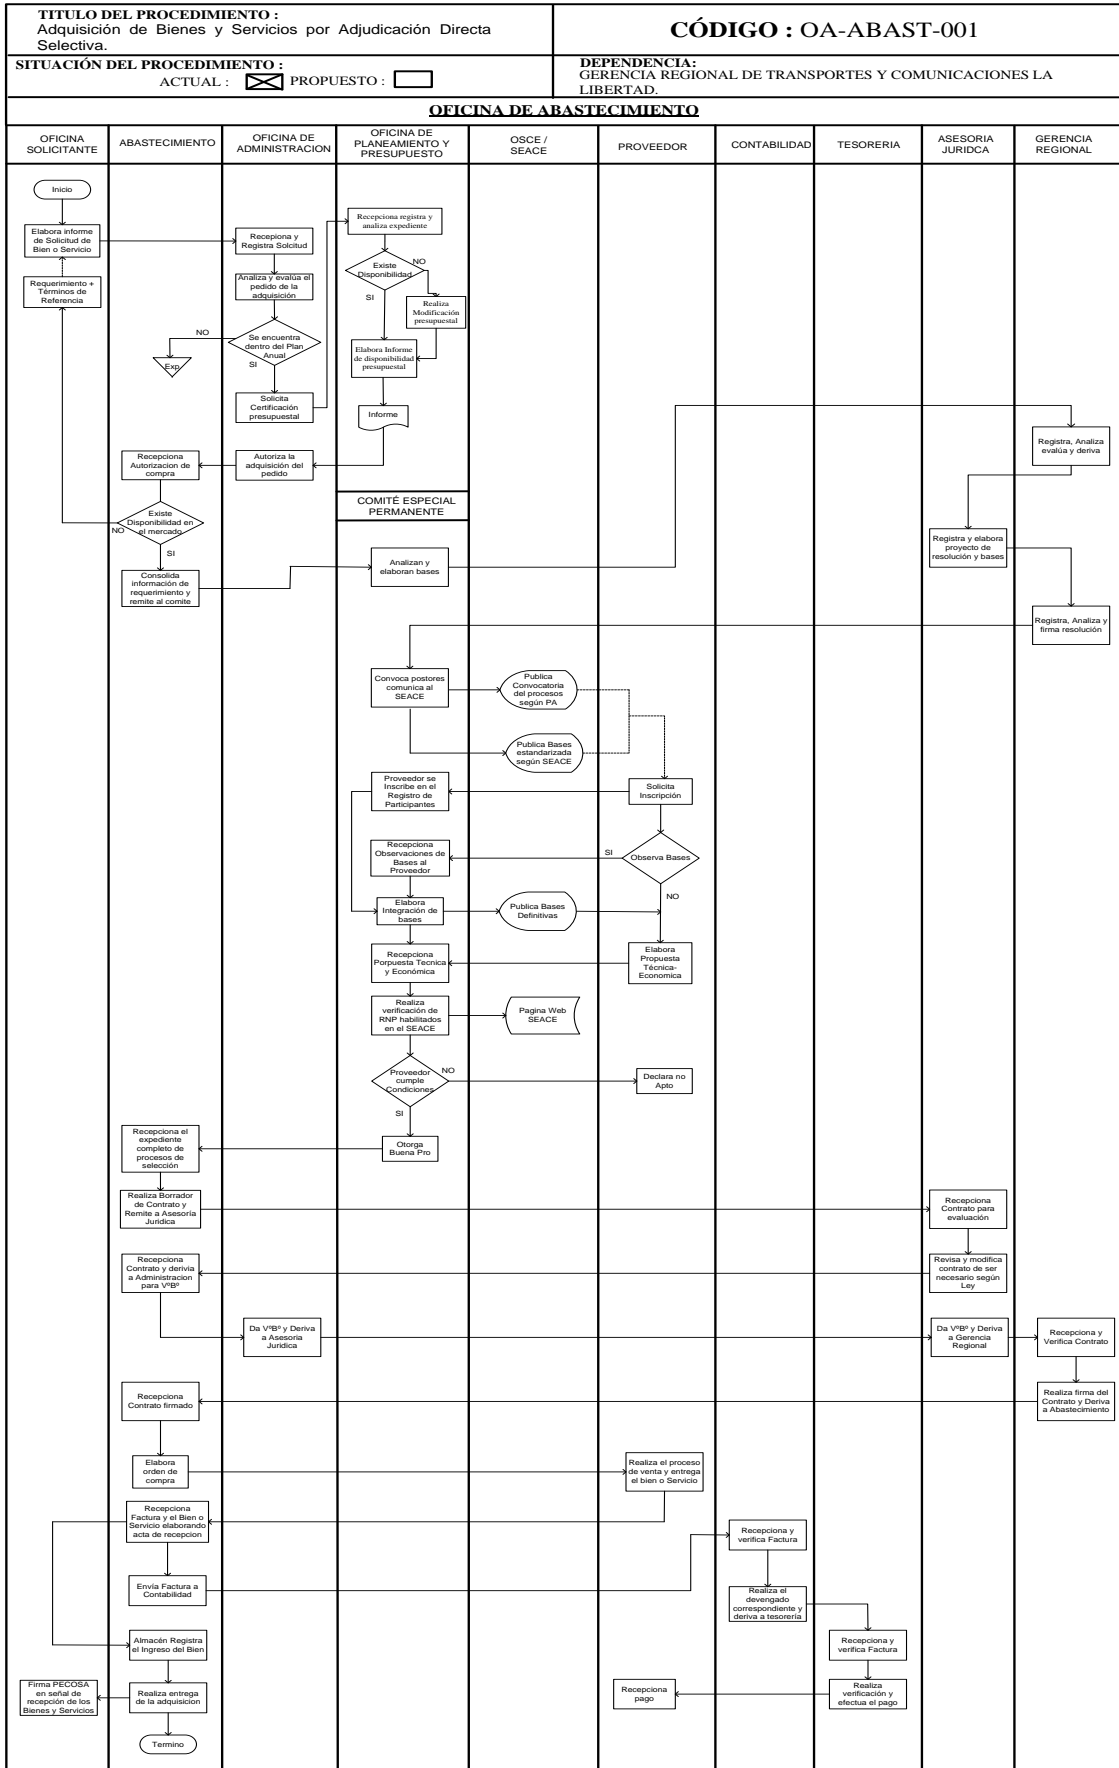 TITULO DEL PROCEDIMIENTO :
Adquisición de Bienes y Servicios por Adjudicación Directa
Selectiva.
CÓDIGO : OA-ABAST-001
SITUACIÓN DEL PROCEDIMIENTO :
ACTUAL : PROPUESTO :
DEPENDENCIA:
GERENCIA REGIONAL DE TRANSPORTES Y COMUNICACIONES LA
LIBERTAD.
OFICINA DE ABASTECIMIENTO
OFICINA
SOLICITANTE
ABASTECIMIENTO
OFICINA DE
ADMINISTRACION
OFICINA DE
PLANEAMIENTO Y
PRESUPUESTO
OSCE /
SEACE
PROVEEDOR
CONTABILIDAD
TESORERIA
ASESORIA
JURIDCA
GERENCIA
REGIONAL
Inicio
Elabora informe
de Solicitud de
Bien o Servicio
Requerimiento +
Términos de
Referencia
Recepiona y
Registra Solcitud
Analiza y evalúa el
pedido de la
adquisición
Se encuentra
dentro del Plan
Anual
NO
SI
Exp.
Solicita
Certificación
presupuestal
Recepciona registra y
analiza expediente
Existe
Disponibilidad
NO
SI
Realiza
Modificación
presupuestal
Elabora Informe
de disponibilidad
presupuestal
Informe
Autoriza la
adquisición del
pedido
Recepciona
Autorizacion de
compra
Existe
Disponibilidad en
el mercado
NO
SI
Consolida
información de
requerimiento y
remite al comite
COMITÉ ESPECIAL
PERMANENTE
Analizan y
elaboran bases
Registra, Analiza
evalúa y deriva
Registra y elabora
proyecto de
resolución y bases
Registra, Analiza y
firma resolución
Convoca postores
comunica al
SEACE
Publica
Convocatoria
del procesos
según PA
Publica Bases
estandarizada
según SEACE
Proveedor se
Inscribe en el
Registro de
Participantes
Solicita
Inscripción
Recepciona
Observaciones de
Bases al
Proveedor
SI
Observa Bases
NO
Elabora
Integración de
bases
Publica Bases
Definitivas
Recepciona
Porpuesta Tecnica
y Económica
Elabora
Propuesta
Técnica-
Economica
Realiza
verificación de
RNP habilitados
en el SEACE
Pagina Web
SEACE
Proveedor
cumple
Condiciones
NO
SI
Declara no
Apto
Otorga
Buena Pro
Recepciona el
expediente
completo de
procesos de
selección
Realiza Borrador
de Contrato y
Remite a Asesoría
Juridica
Recepciona
Contrato para
evaluación
Recepciona
Contrato y derivia
a Administracion
para VºBº
Revisa y modifica
contrato de ser
necesario según
Ley
Da VºBº y Deriva
a Asesoria
Juridica
Da VºBº y Deriva
a Gerencia
Regional
Recepciona y
Verifica Contrato
Recepciona
Contrato firmado
Realiza firma del
Contrato y Deriva
a Abastecimiento
Elabora
orden de
compra
Realiza el proceso
de venta y entrega
el bien o Servicio
Recepciona
Factura y el Bien o
Servicio elaborando
acta de recepcion
Recepciona y
verifica Factura
Envía Factura a
Contabilidad
Realiza el
devengado
correspondiente y
deriva a tesorería
Almacén Registra
el Ingreso del Bien
Recepciona y
verifica Factura
Firma PECOSA
en señal de
recepción de los
Bienes y Servicios
Realiza entrega
de la adquisicion
Recepciona
pago
Realiza
verificación y
efectua el pago
Termino